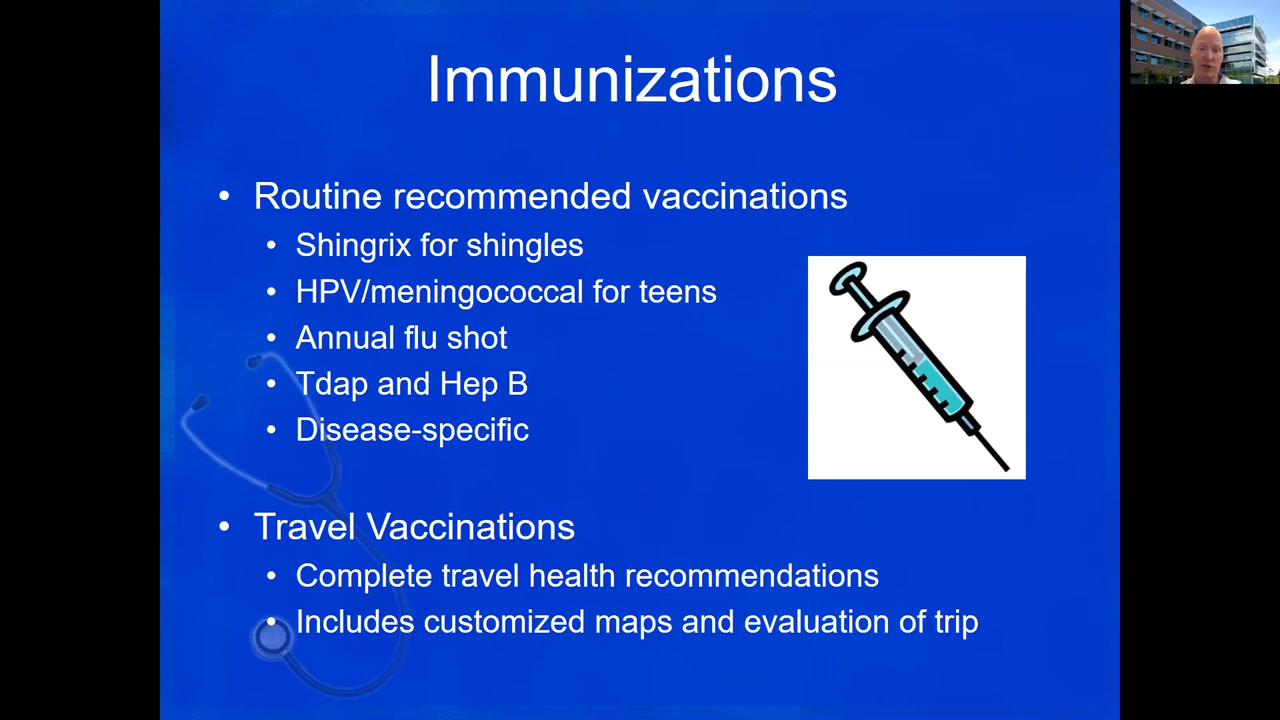 Immunizations
• Routine recommended vaccinations
• Shingrix for shingles
• HPV/meningococcal for teens
• Annual flu shot
• Tdap and Hep B
• Disease-specific
• Travel Vaccinations
• Complete travel health recommendations
• Includes customized maps and evaluation of trip